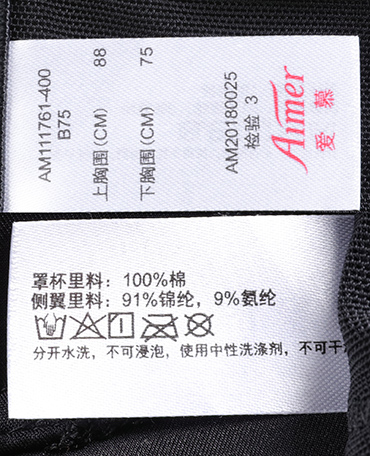 Aimer
爱慕
AM20180025
检验 3
下胸围(CM) 75
上胸围(CM) 88
B75
AM111761-400
罩杯里料：100%棉
侧翼里料：91%锦纶，9%氨纶
分开水洗，不可浸泡，使用中性洗涤剂，不可干